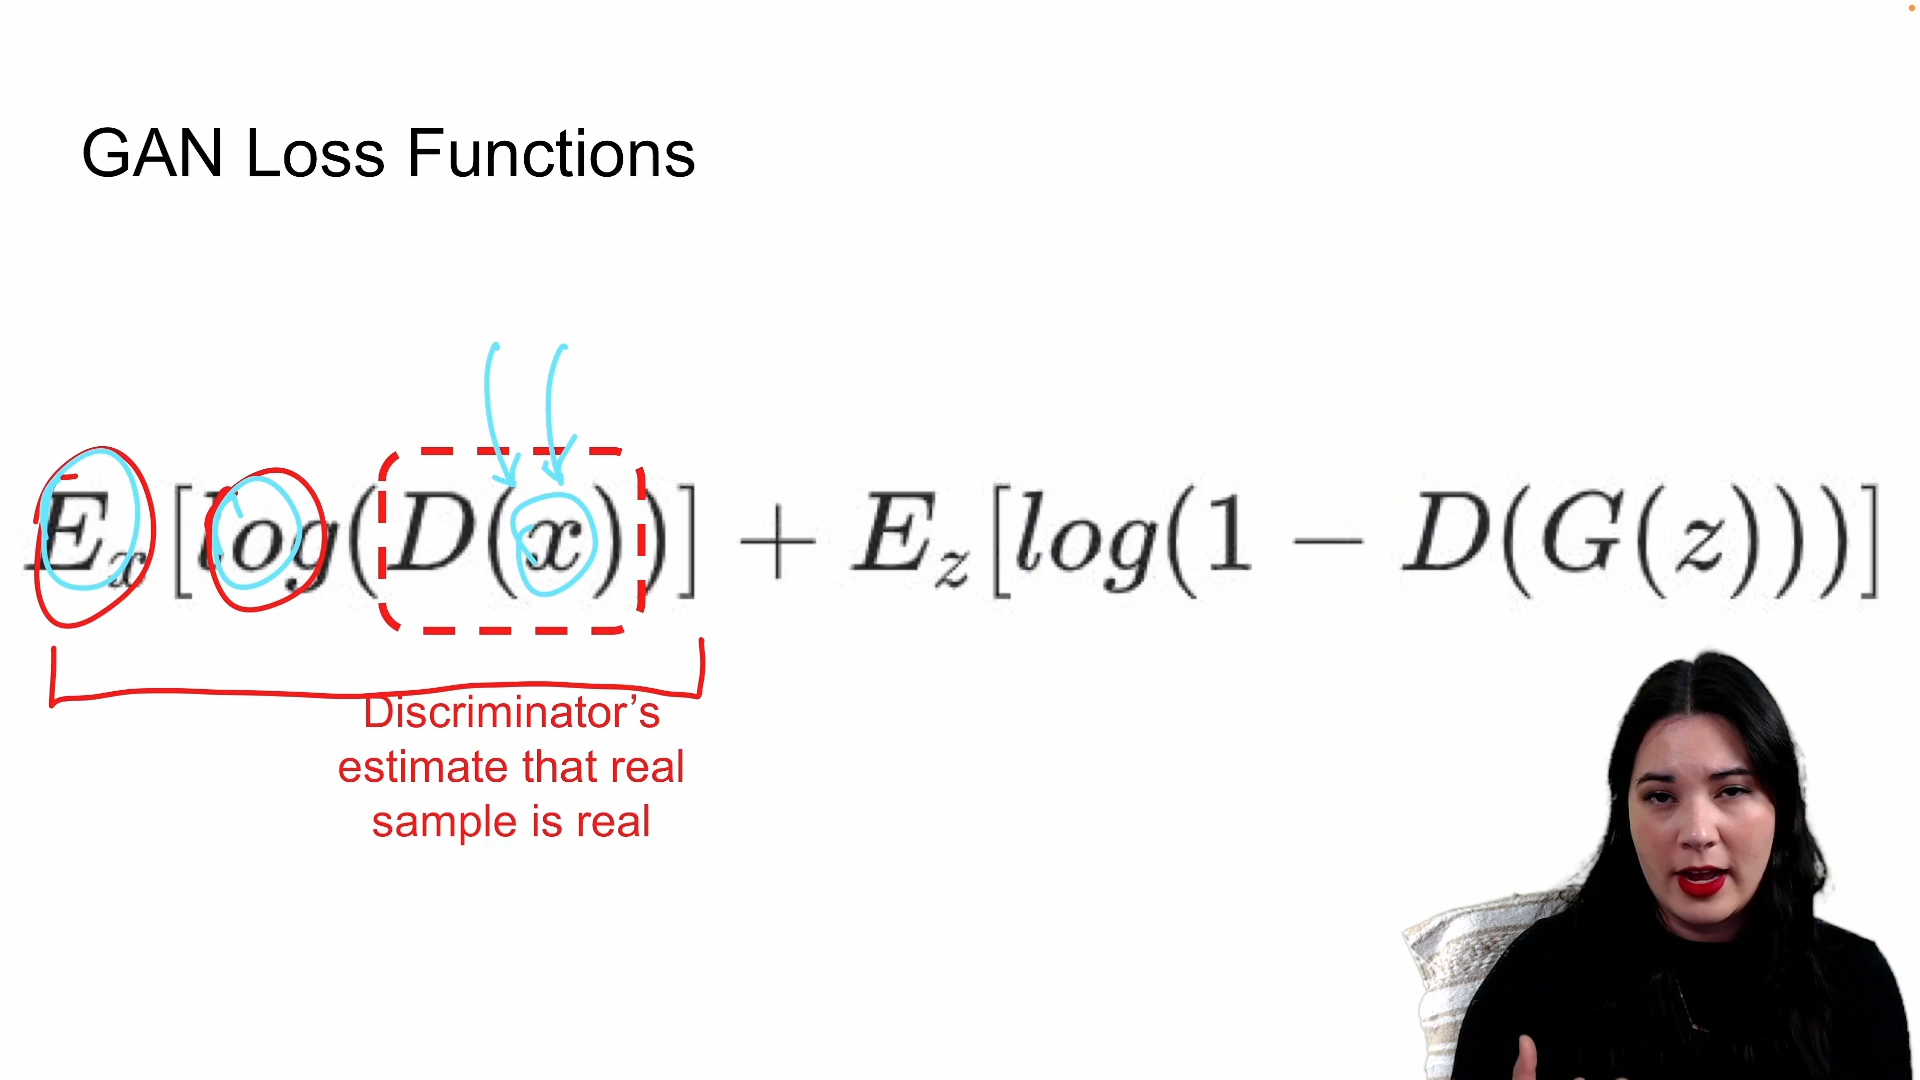 GAN Loss Functions
E_x[log(D(x))] + E_z[log(1 − D(G(z)))]
Discriminator’s
estimate that real
sample is real